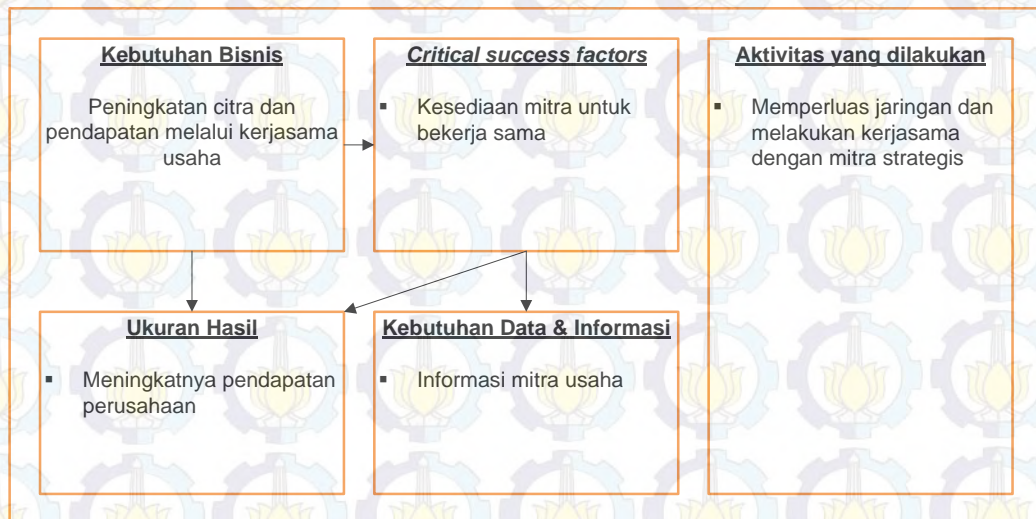 Kebutuhan Bisnis
Peningkatan citra dan
pendapatan melalui kerjasama
usaha
Critical success factors
▪ Kesediaan mitra untuk
bekerja sama
Aktivitas yang dilakukan
▪ Memperluas jaringan dan
melakukan kerjasama
dengan mitra strategis
Ukuran Hasil
▪ Meningkatnya pendapatan
perusahaan
Kebutuhan Data & Informasi
▪ Informasi mitra usaha